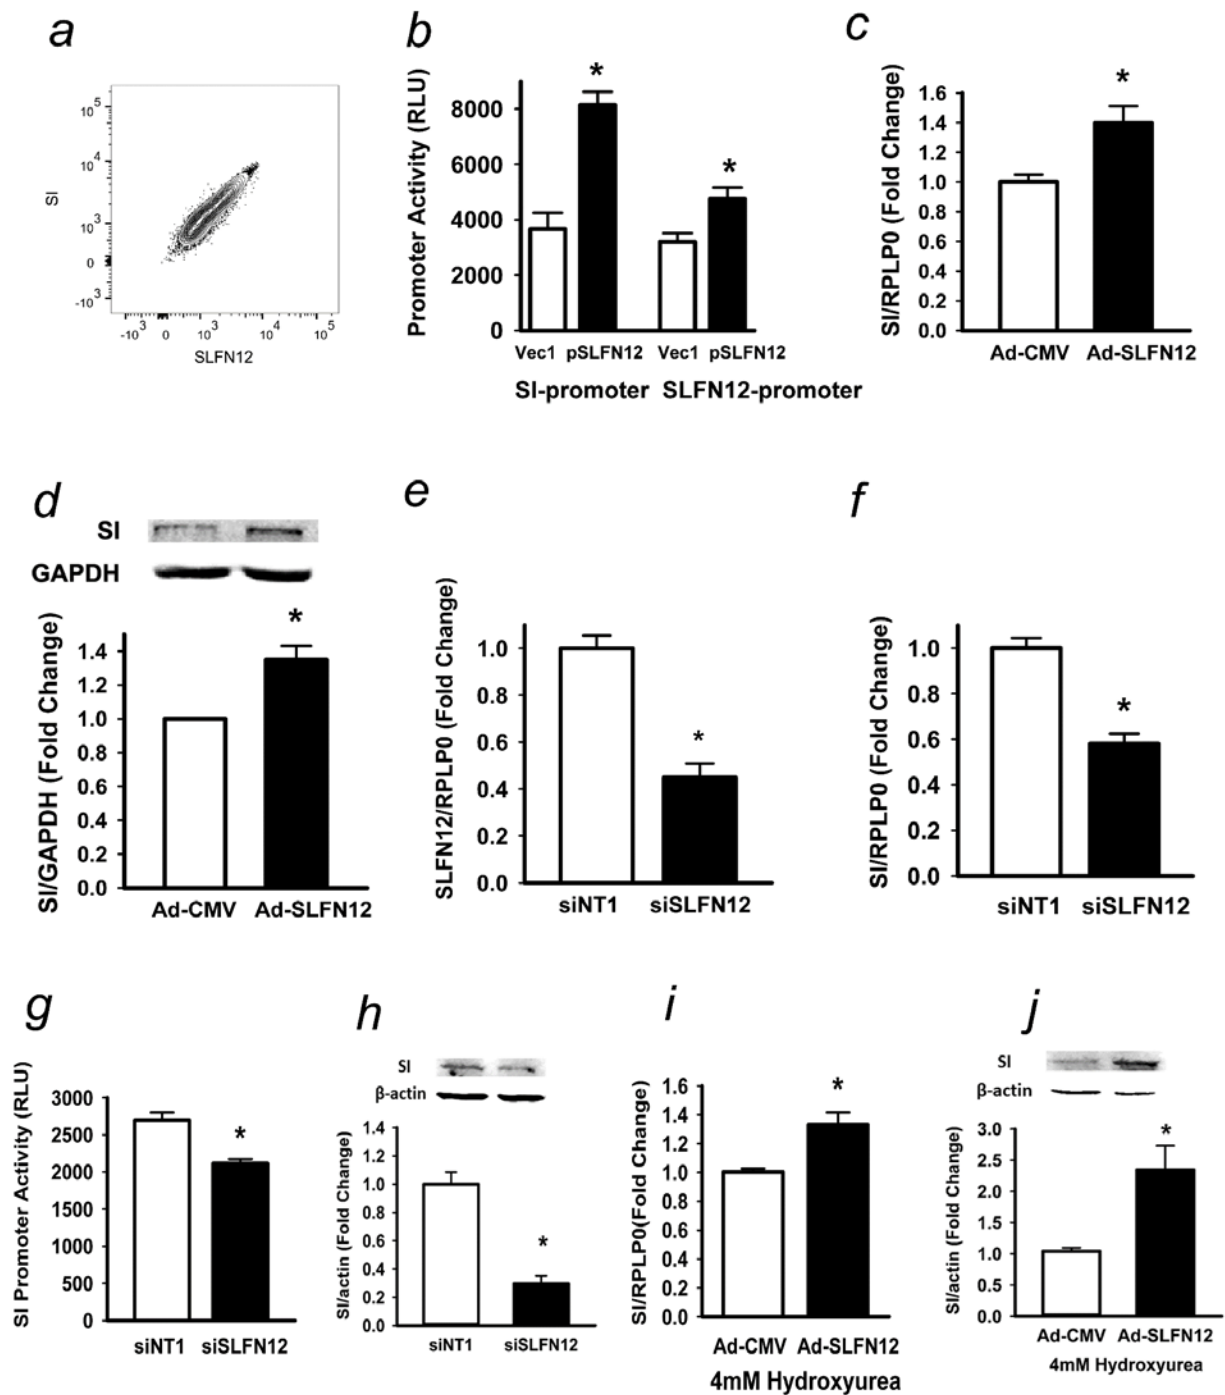 a
10^5
10^4
10^3
0
-10^3
SI
-10^3 0 10^3 10^4 10^5
SLFN12
b
Promoter Activity (RLU)
8000
6000
4000
2000
0
*
*
Vec1 pSLFN12 Vec1 pSLFN12
SI-promoter SLFN12-promoter
c
SI/RPLP0 (Fold Change)
1.6
1.4
1.2
1.0
0.8
0.6
0.4
0.2
0.0
*
Ad-CMV Ad-SLFN12
d
SI
GAPDH
SI/GAPDH (Fold Change)
1.4
1.2
1.0
0.8
0.6
0.4
0.2
0.0
*
Ad-CMV Ad-SLFN12
e
SLFN12/RPLP0 (Fold Change)
1.0
0.8
0.6
0.4
0.2
0.0
*
siNT1 siSLFN12
f
SI/RPLP0 (Fold Change)
1.0
0.8
0.6
0.4
0.2
0.0
*
siNT1 siSLFN12
g
SI Promoter Activity (RLU)
3000
2500
2000
1500
1000
500
0
*
siNT1 siSLFN12
h
SI
β-actin
SI/actin (Fold Change)
1.4
1.2
1.0
0.8
0.6
0.4
0.2
0.0
*
siNT1 siSLFN12
i
SI/RPLP0(Fold Change)
1.6
1.4
1.2
1.0
0.8
0.6
0.4
0.2
0.0
*
Ad-CMV Ad-SLFN12
4mM Hydroxyurea
j
SI
β-actin
SI/actin (Fold Change)
3.0
2.5
2.0
1.5
1.0
0.5
0.0
*
Ad-CMV Ad-SLFN12
4mM Hydroxyurea